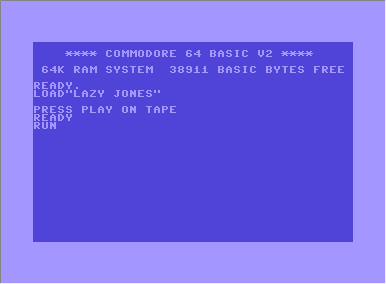 **** COMMODORE 64 BASIC V2 ****
64K RAM SYSTEM  38911 BASIC BYTES FREE
READY.
LOAD"LAZY JONES"
PRESS PLAY ON TAPE
READY
RUN